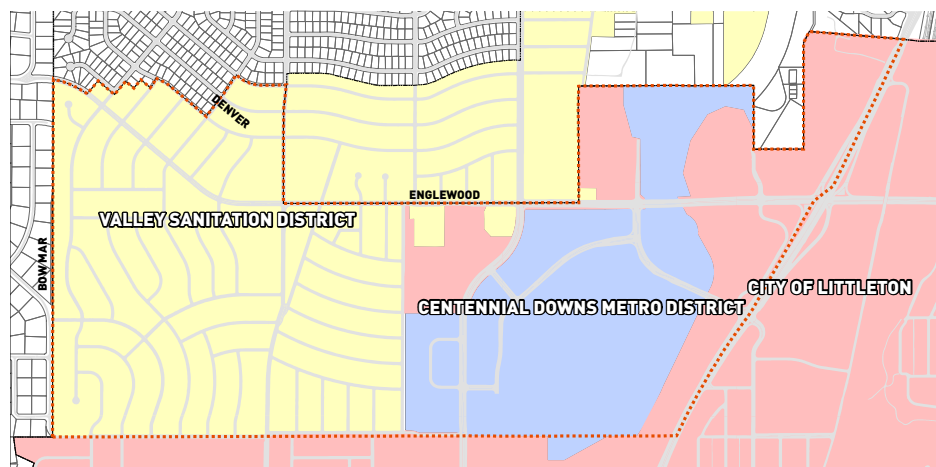 DENVER
ENGLEWOOD
VALLEY SANITATION DISTRICT
BOW MAR
CENTENNIAL DOWNS METRO DISTRICT
CITY OF LITTLETON